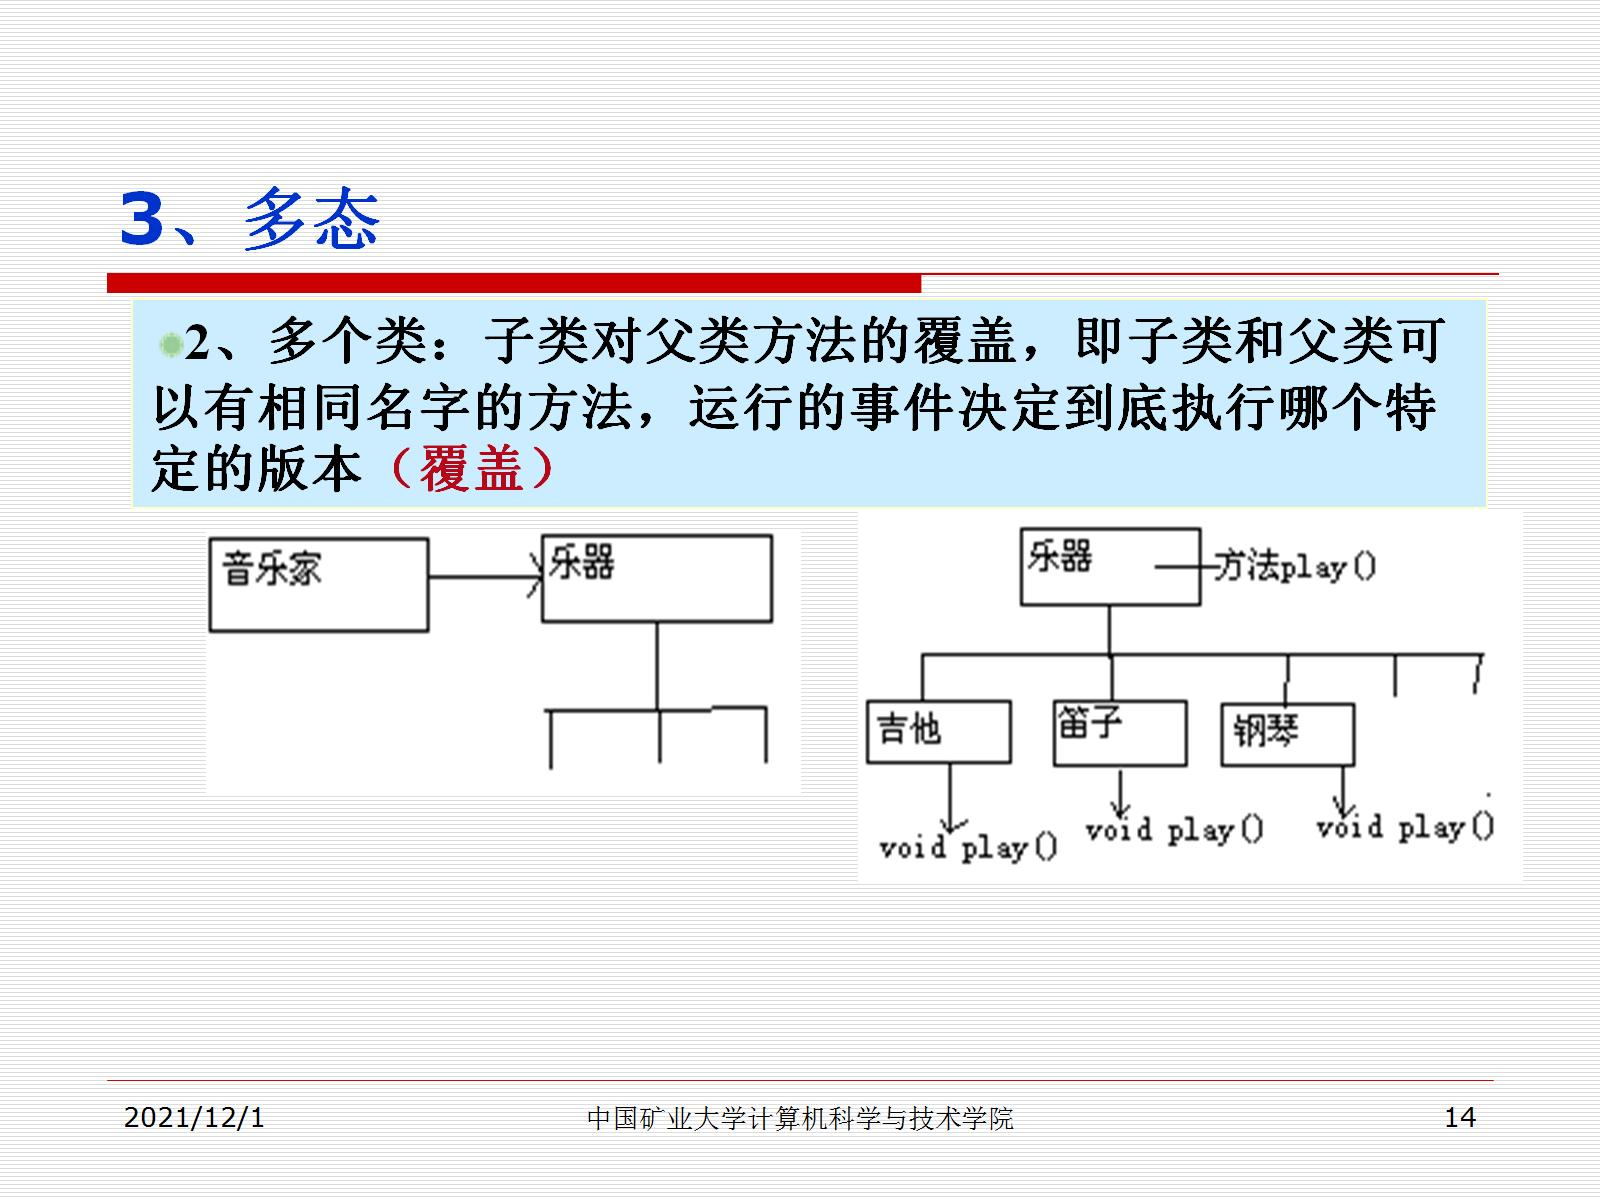 3、多态
2、多个类：子类对父类方法的覆盖，即子类和父类可
以有相同名字的方法，运行的事件决定到底执行哪个特
定的版本（覆盖）
音乐家
乐器
乐器
方法play()
吉他
笛子
钢琴
void play()
void play()
void play()
2021/12/1
中国矿业大学计算机科学与技术学院
14